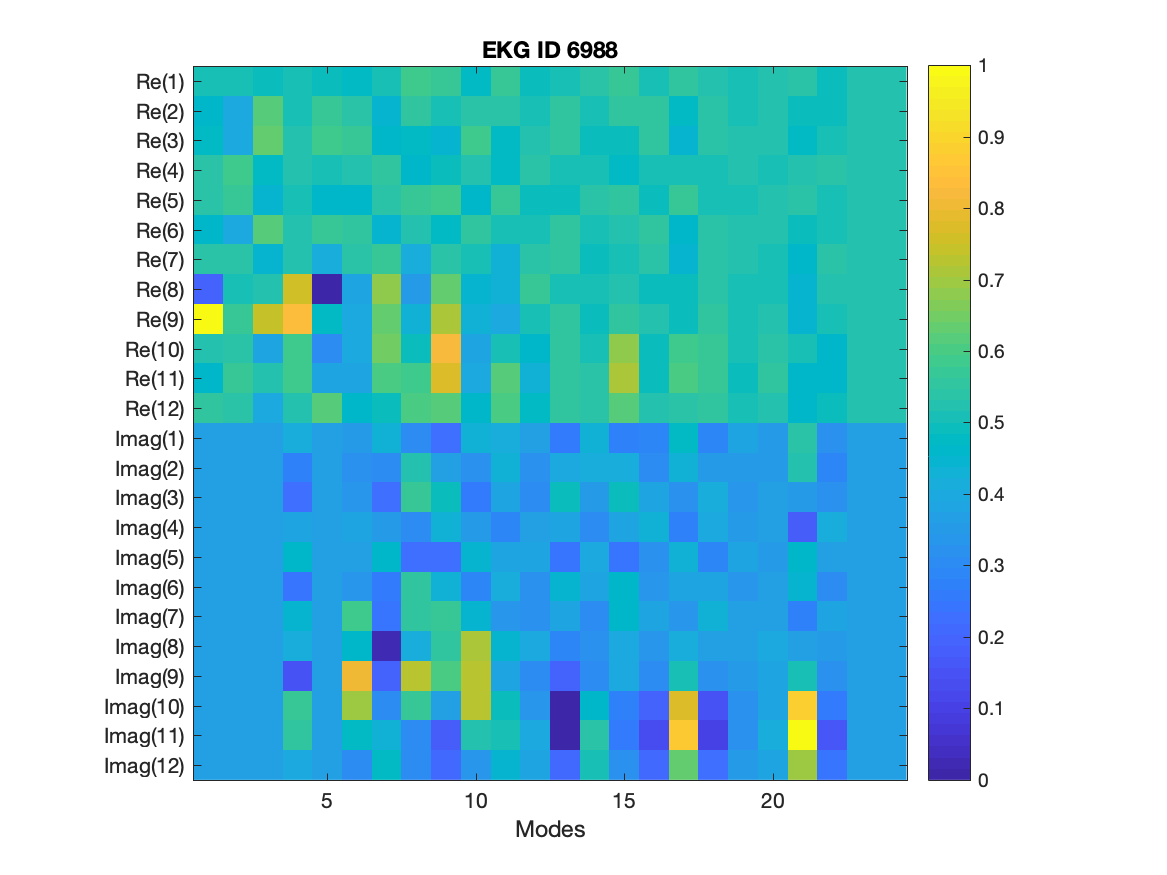 EKG ID 6988
Re(1)
Re(2)
Re(3)
Re(4)
Re(5)
Re(6)
Re(7)
Re(8)
Re(9)
Re(10)
Re(11)
Re(12)
Imag(1)
Imag(2)
Imag(3)
Imag(4)
Imag(5)
Imag(6)
Imag(7)
Imag(8)
Imag(9)
Imag(10)
Imag(11)
Imag(12)
5 10 15 20
Modes
1
0.9
0.8
0.7
0.6
0.5
0.4
0.3
0.2
0.1
0